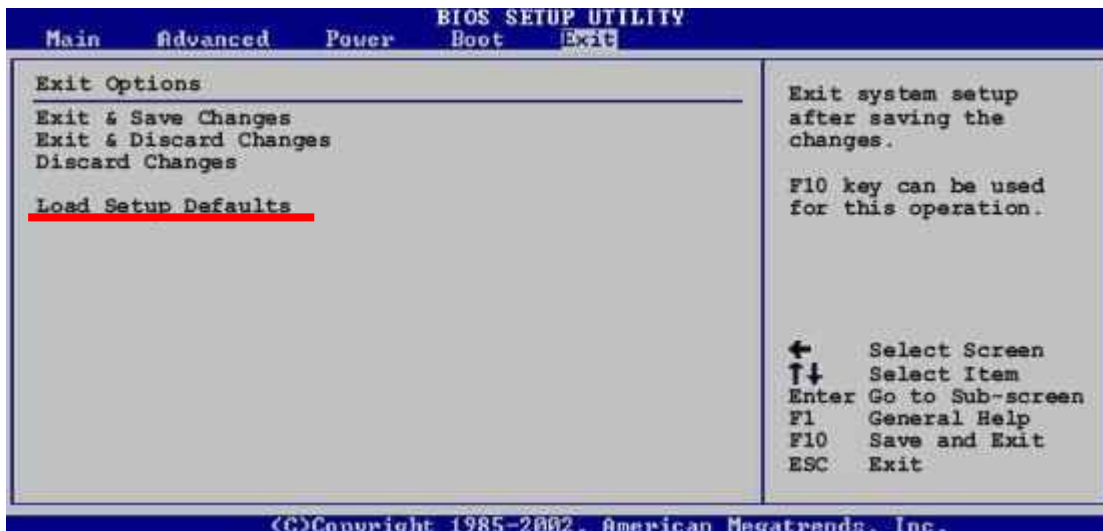 BIOS SETUP UTILITY
Main Advanced Power Boot Exit
Exit Options
Exit & Save Changes
Exit & Discard Changes
Discard Changes
Load Setup Defaults
Exit system setup
after saving the
changes.
F10 key can be used
for this operation.
← Select Screen
↑↓ Select Item
Enter Go to Sub-screen
F1 General Help
F10 Save and Exit
ESC Exit
(C)Copyright 1985-2002, American Megatrends, Inc.